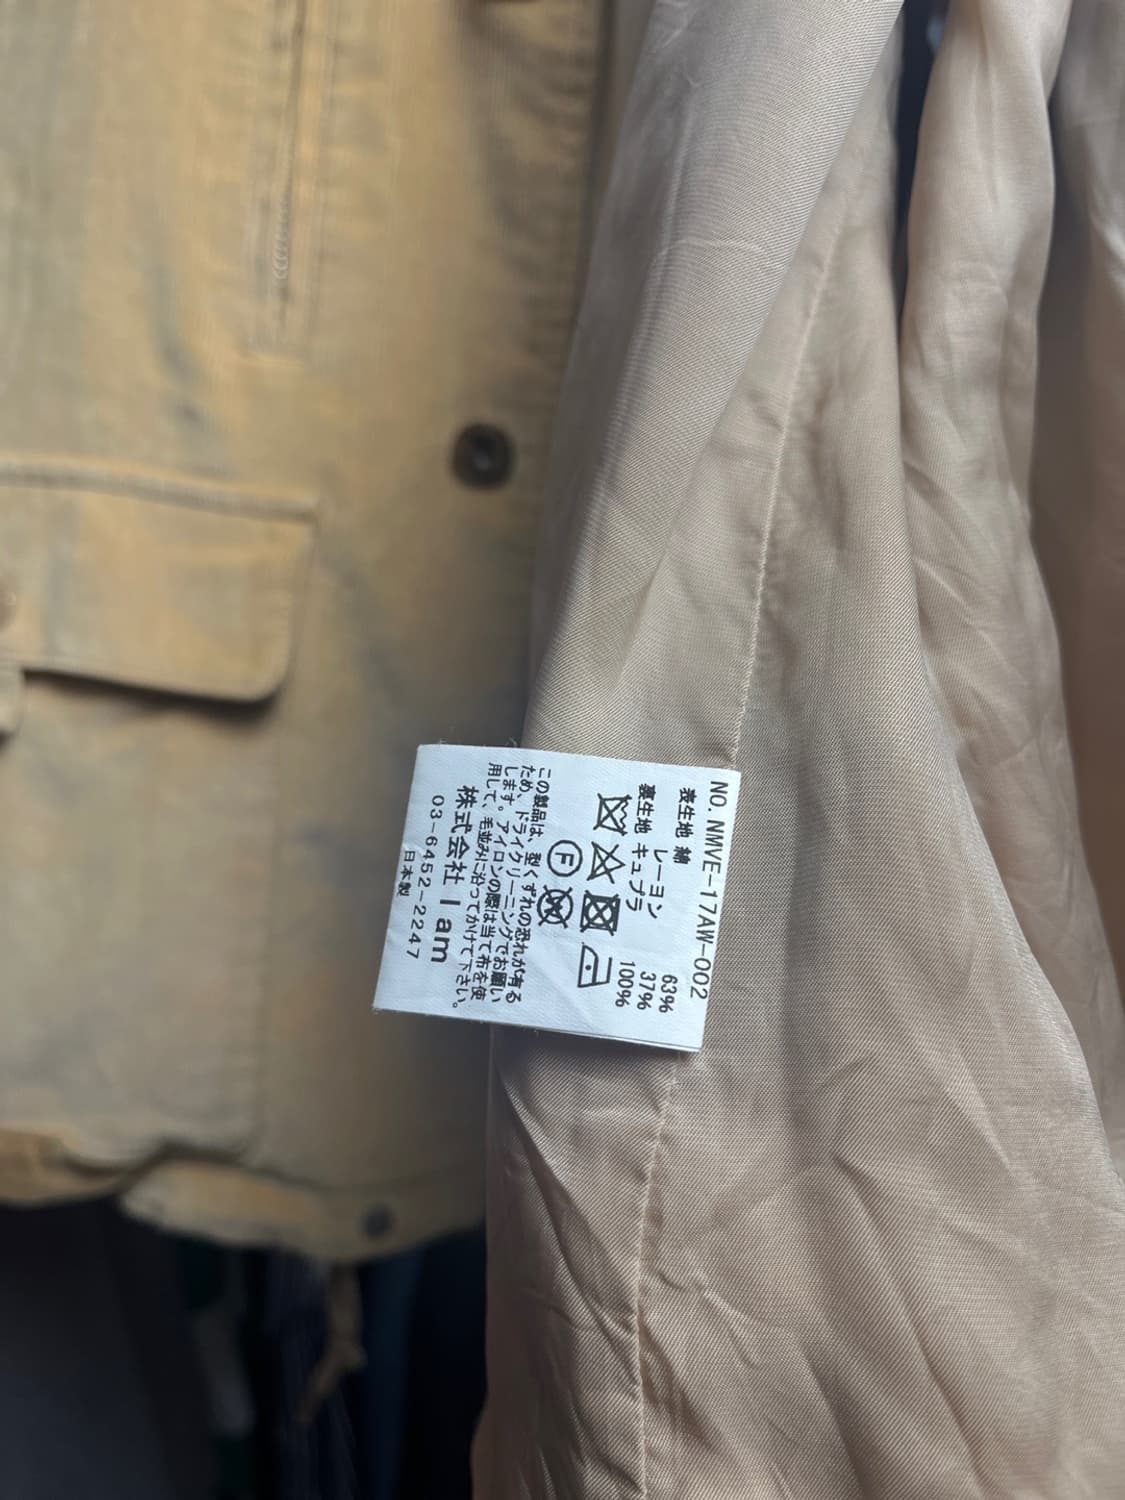 NO. NMVE-17AW-002
表生地 綿 63%
レーヨン 37%
裏生地 キュプラ 100%
F
この製品は、型くずれの恐れが有る
ため、ドライクリーニングでお願い
します。アイロンの際は当て布を使
用して、毛並みに沿ってかけて下さい。
株式会社 I am
03-6452-2247
日本製